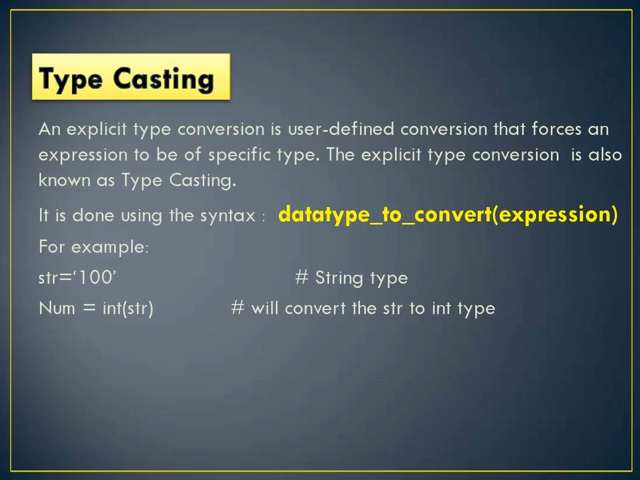 Type Casting
An explicit type conversion is user-defined conversion that forces an
expression to be of specific type. The explicit type conversion is also
known as Type Casting.
It is done using the syntax : datatype_to_convert(expression)
For example:
str=‘100’ # String type
Num = int(str) # will convert the str to int type